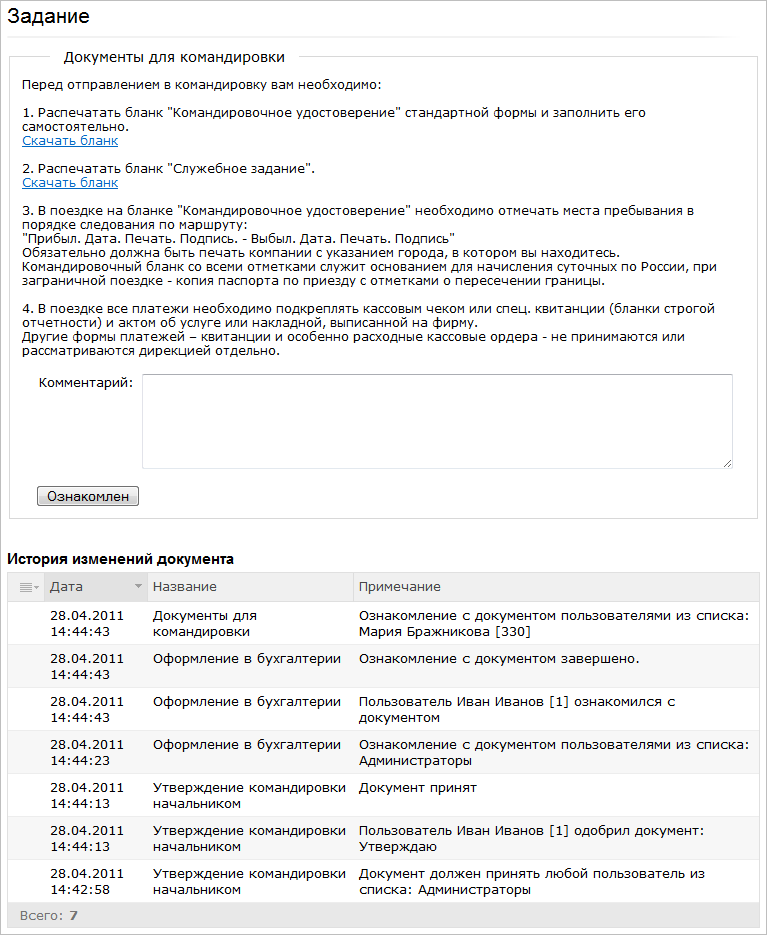 Задание
Документы для командировки
Перед отправлением в командировку вам необходимо:
1. Распечатать бланк "Командировочное удостоверение" стандартной формы и заполнить его
самостоятельно.
Скачать бланк
2. Распечатать бланк "Служебное задание".
Скачать бланк
3. В поездке на бланке "Командировочное удостоверение" необходимо отмечать места пребывания в
порядке следования по маршруту:
"Прибыл. Дата. Печать. Подпись. - Выбыл. Дата. Печать. Подпись"
Обязательно должна быть печать компании с указанием города, в котором вы находитесь.
Командировочный бланк со всеми отметками служит основанием для начисления суточных по России, при
заграничной поездке - копия паспорта по приезду с отметками о пересечении границы.
4. В поездке все платежи необходимо подкреплять кассовым чеком или спец. квитанции (бланки строгой
отчетности) и актом об услуге или накладной, выписанной на фирму.
Другие формы платежей – квитанции и особенно расходные кассовые ордера - не принимаются или
рассматриваются дирекцией отдельно.
Комментарий:
Ознакомлен
История изменений документа
Дата Название Примечание
28.04.2011 Документы для Ознакомление с документом пользователями из списка:
14:44:43 командировки Мария Бражникова [330]
28.04.2011 Оформление в бухгалтерии Ознакомление с документом завершено.
14:44:43
28.04.2011 Оформление в бухгалтерии Пользователь Иван Иванов [1] ознакомился с
14:44:43 документом
28.04.2011 Оформление в бухгалтерии Ознакомление с документом пользователями из списка:
14:44:23 Администраторы
28.04.2011 Утверждение командировки Документ принят
14:44:13 начальником
28.04.2011 Утверждение командировки Пользователь Иван Иванов [1] одобрил документ:
14:44:13 начальником Утверждаю
28.04.2011 Утверждение командировки Документ должен принять любой пользователь из
14:42:58 начальником списка: Администраторы
Всего: 7